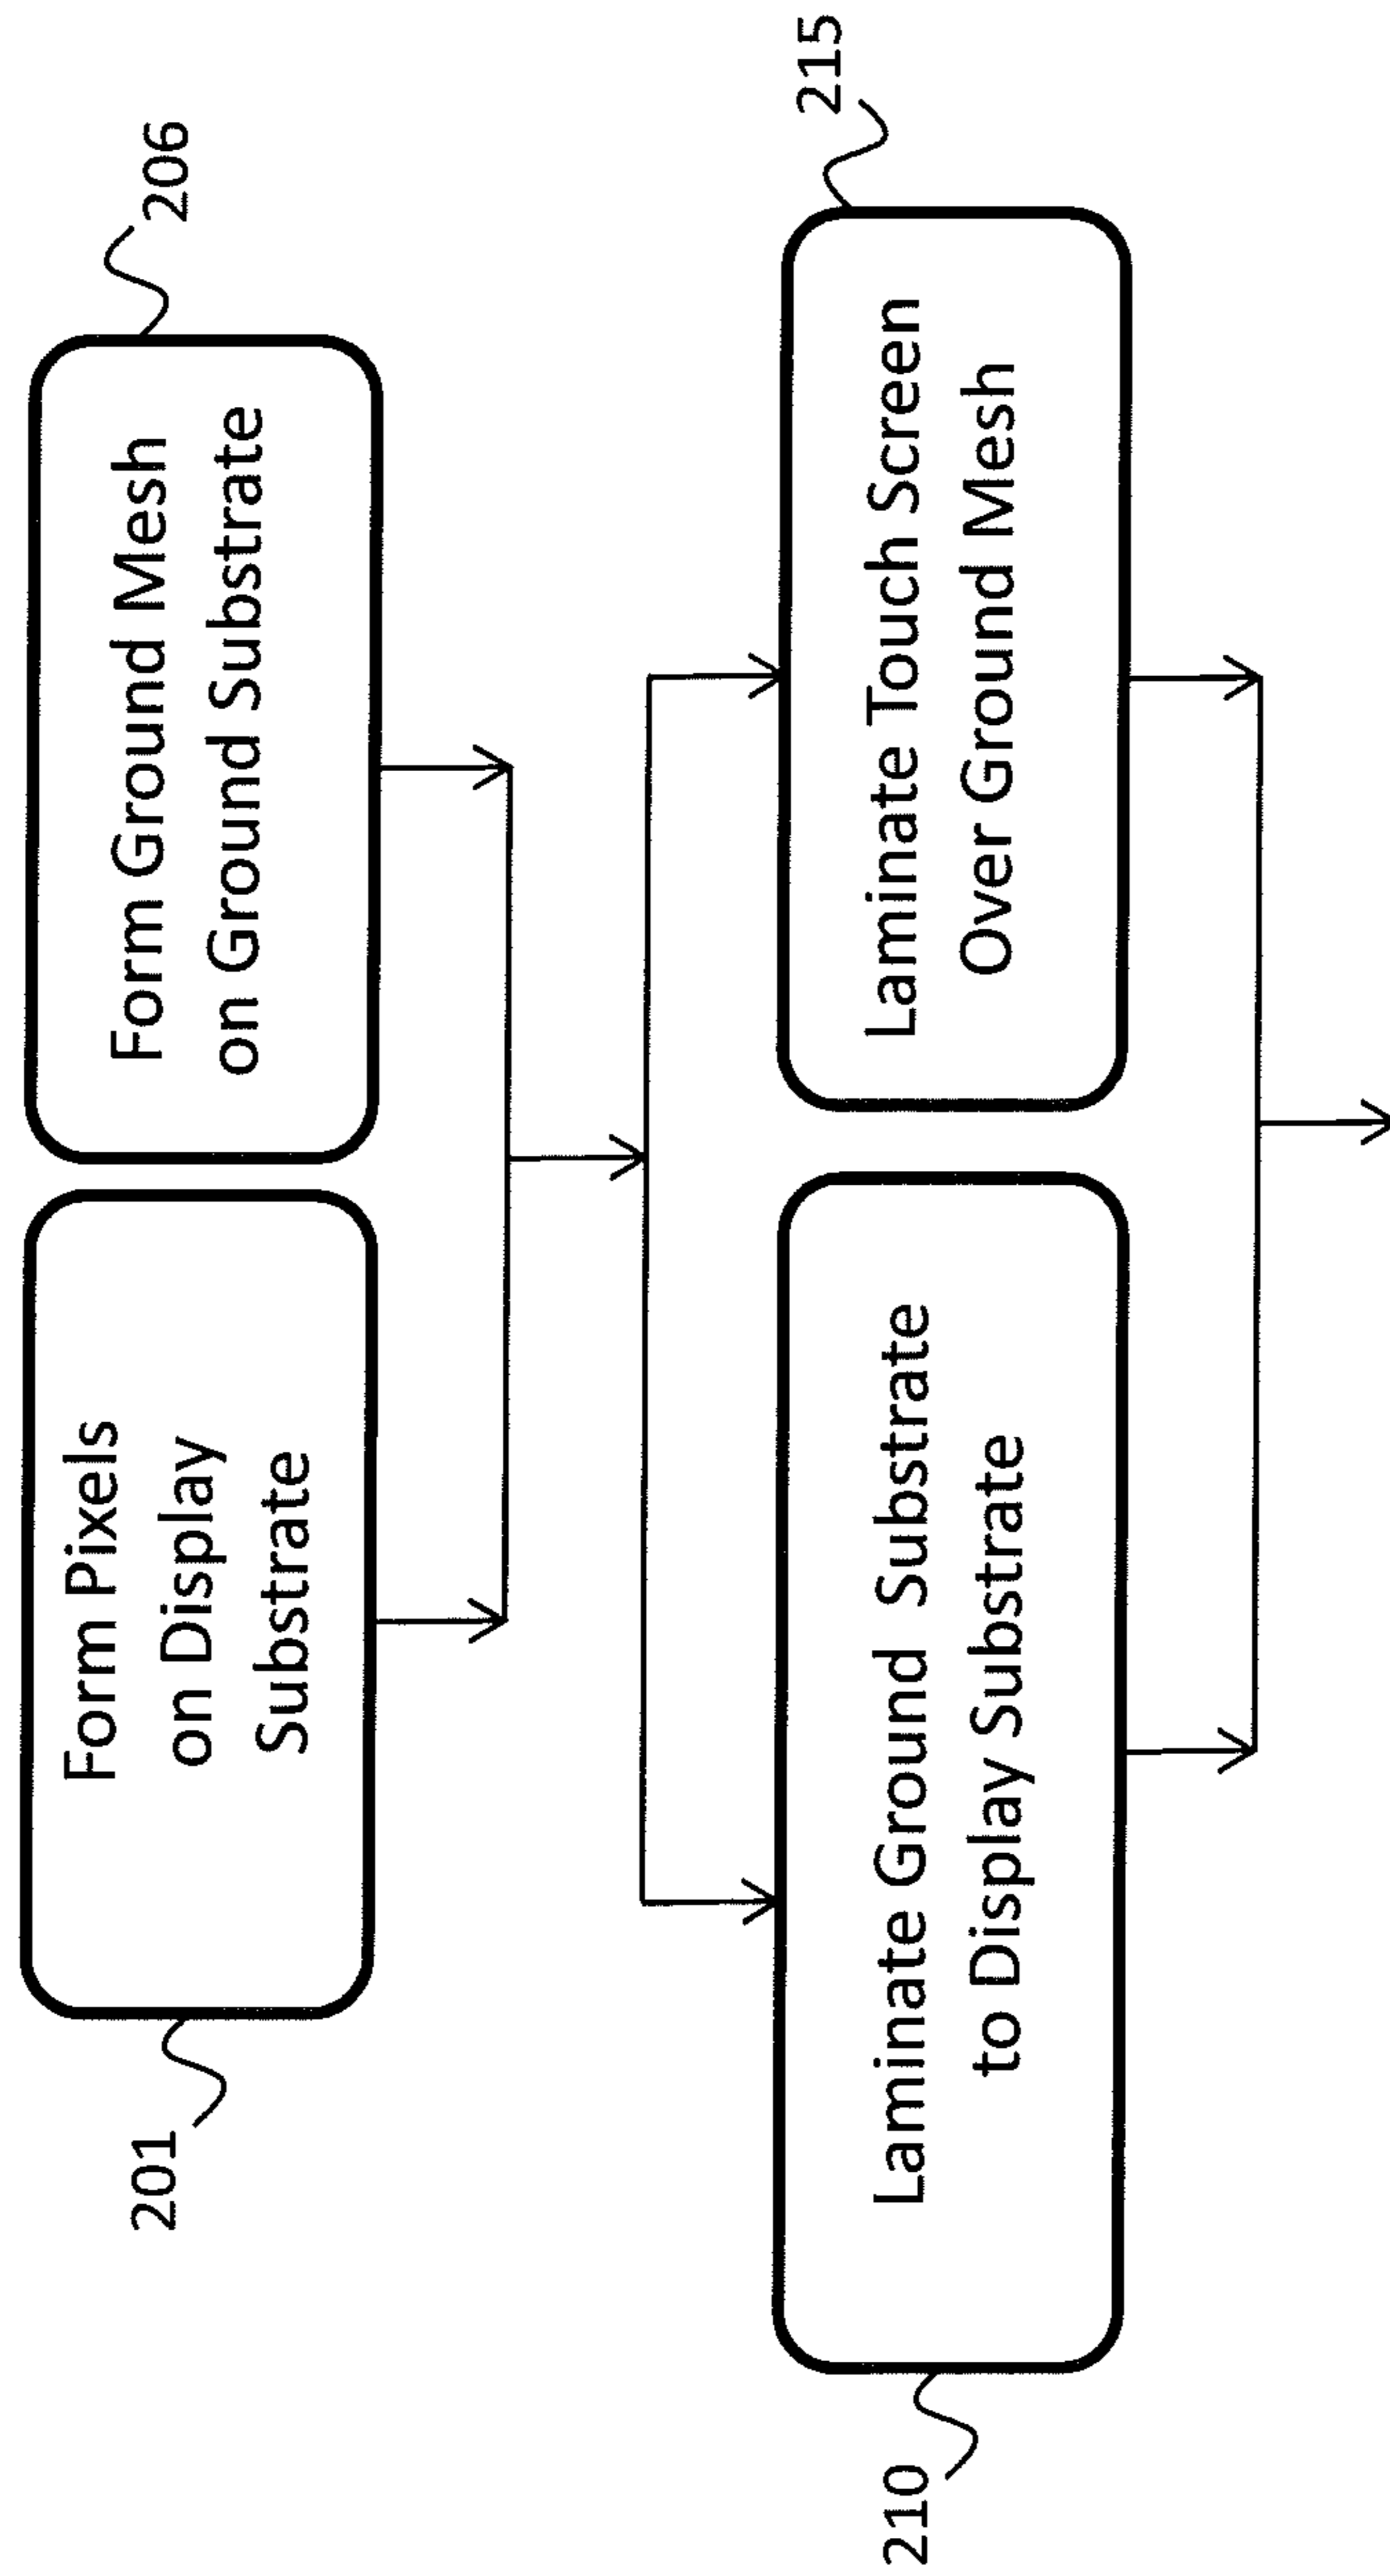 201
Form Pixels
on Display
Substrate
Form Ground Mesh
on Ground Substrate
206
210
Laminate Ground Substrate
to Display Substrate
Laminate Touch Screen
Over Ground Mesh
215